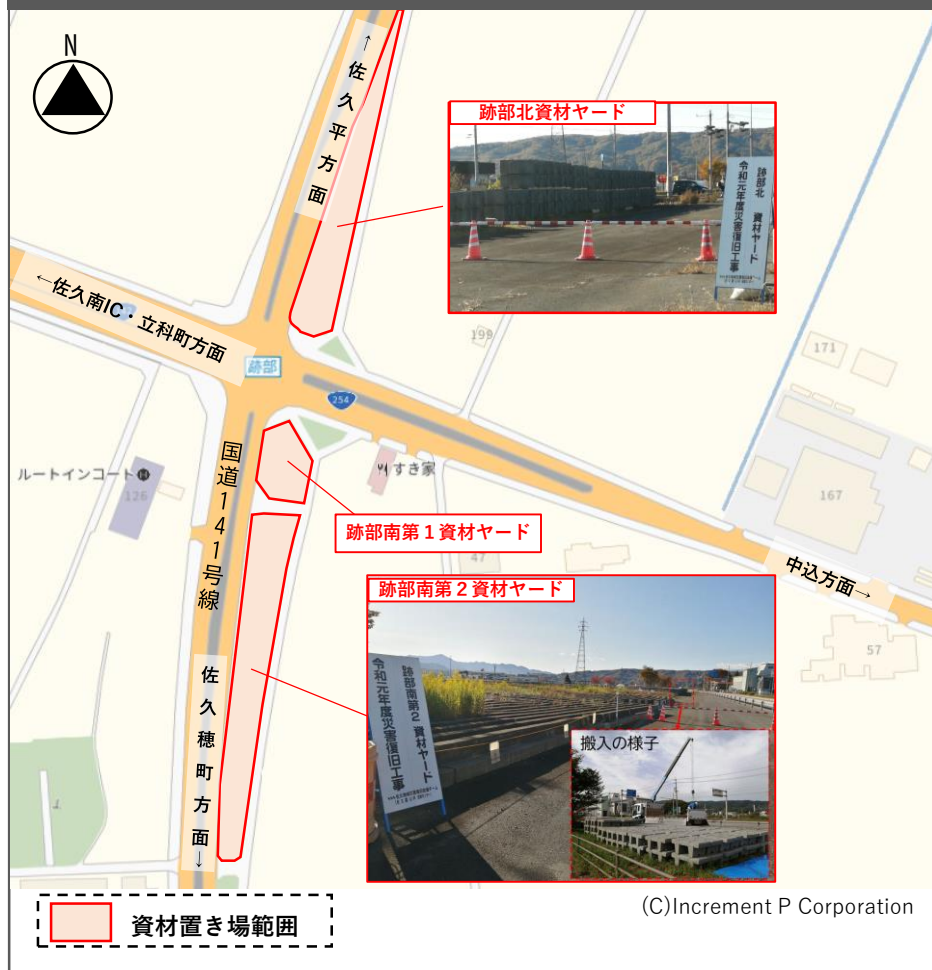 N
↑佐久平方面
跡部北資材ヤード
跡部北 資材ヤード
令和元年度災害復旧工事
←佐久南IC・立科町方面
199
171
跡部
254
国道141号線
すき家
ルートインコート
126
167
跡部南第１資材ヤード
47
中込方面→
跡部南第２資材ヤード
57
跡部南第２ 資材ヤード
令和元年度災害復旧工事
佐久穂町方面→
搬入の様子
資材置き場範囲
(C)Increment P Corporation